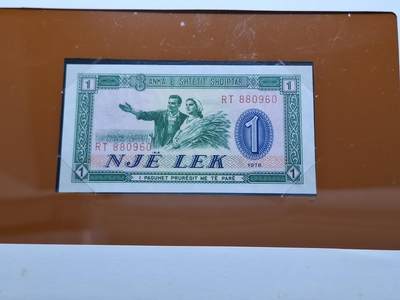 1 BANKA E SHTETIT SHQIPTAR 1
RT 880960
1
RT 880960
NJË LEK
1976
1 I PAGUHET PRURËSIT ME TË PARË 1